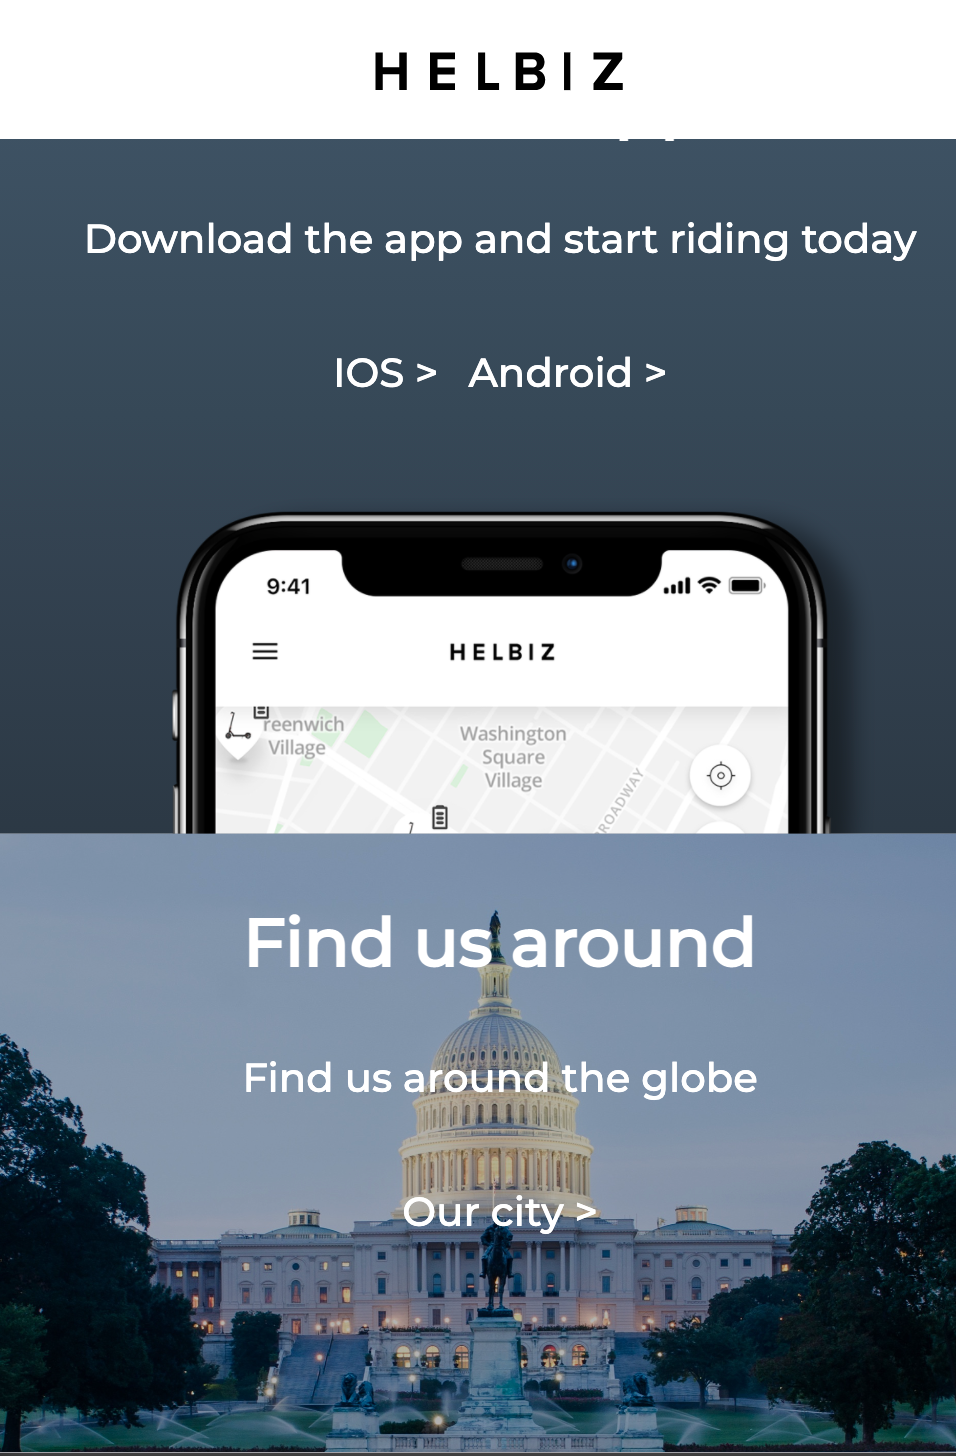 HELBIZ
Download the app and start riding today
IOS > Android >
9:41
HELBIZ
reenwich
Village
Washington
Square
Village
ROADWAY
Find us around
Find us around the globe
Our city >